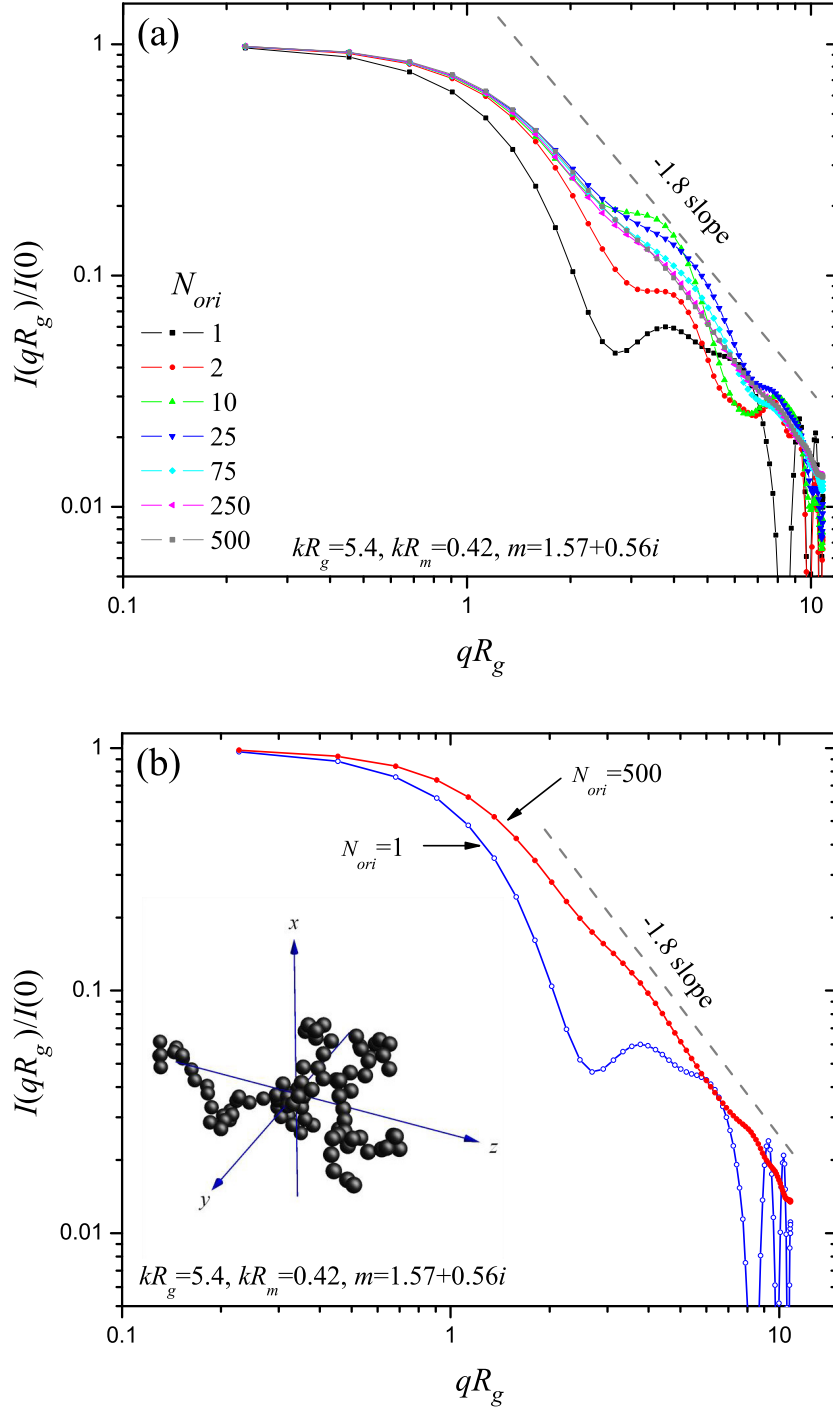 (a)
1
0.1
0.01
I(qR_g)/I(0)
-1.8 slope
N_ori
1
2
10
25
75
250
500
kR_g=5.4, kR_m=0.42, m=1.57+0.56i
0.1
1
10
qR_g
(b)
1
0.1
0.01
I(qR_g)/I(0)
N_ori=500
N_ori=1
-1.8 slope
x
z
y
kR_g=5.4, kR_m=0.42, m=1.57+0.56i
0.1
1
10
qR_g